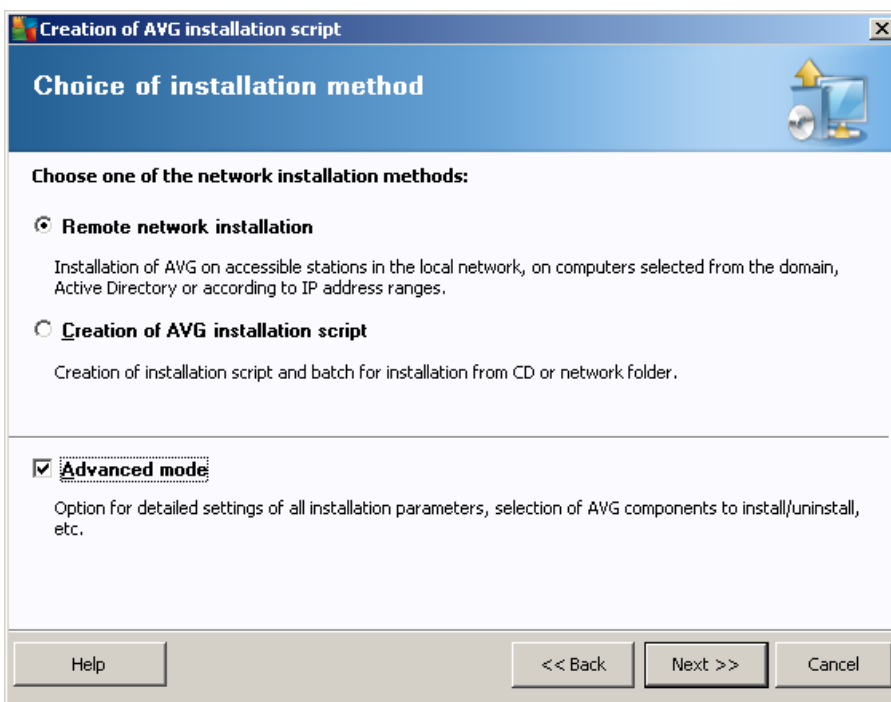 Creation of AVG installation script
Choice of installation method
Choose one of the network installation methods:
Remote network installation
Installation of AVG on accessible stations in the local network, on computers selected from the domain,
Active Directory or according to IP address ranges.
Creation of AVG installation script
Creation of installation script and batch for installation from CD or network folder.
Advanced mode
Option for detailed settings of all installation parameters, selection of AVG components to install/uninstall,
etc.
Help
<< Back
Next >>
Cancel